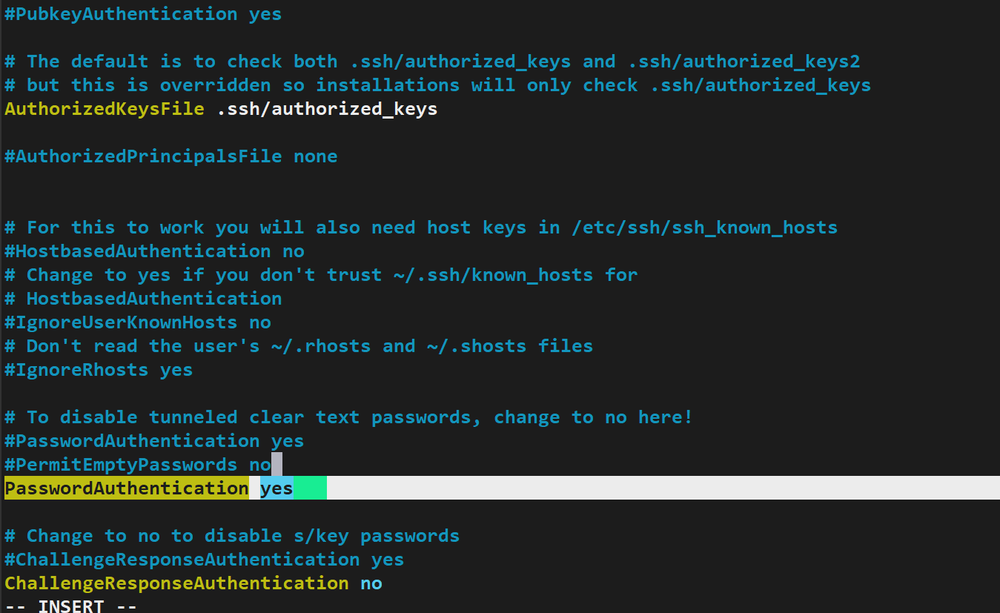 #PubkeyAuthentication yes
# The default is to check both .ssh/authorized_keys and .ssh/authorized_keys2
# but this is overridden so installations will only check .ssh/authorized_keys
AuthorizedKeysFile .ssh/authorized_keys
#AuthorizedPrincipalsFile none
# For this to work you will also need host keys in /etc/ssh/ssh_known_hosts
#HostbasedAuthentication no
# Change to yes if you don't trust ~/.ssh/known_hosts for
# HostbasedAuthentication
#IgnoreUserKnownHosts no
# Don't read the user's ~/.rhosts and ~/.shosts files
#IgnoreRhosts yes
# To disable tunneled clear text passwords, change to no here!
#PasswordAuthentication yes
#PermitEmptyPasswords no
PasswordAuthentication yes
# Change to no to disable s/key passwords
#ChallengeResponseAuthentication yes
ChallengeResponseAuthentication no
-- INSERT --